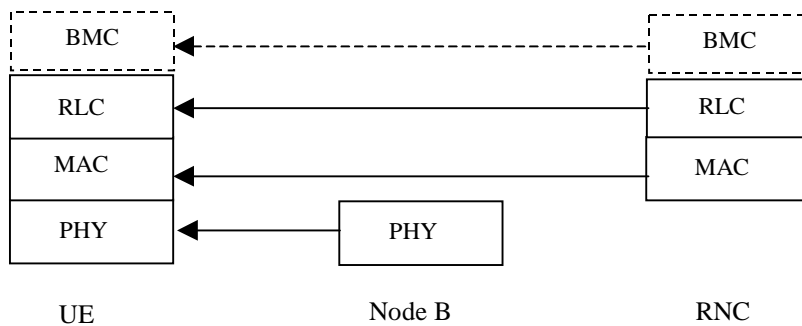 BMC BMC
RLC RLC
MAC MAC
PHY PHY
UE Node B RNC